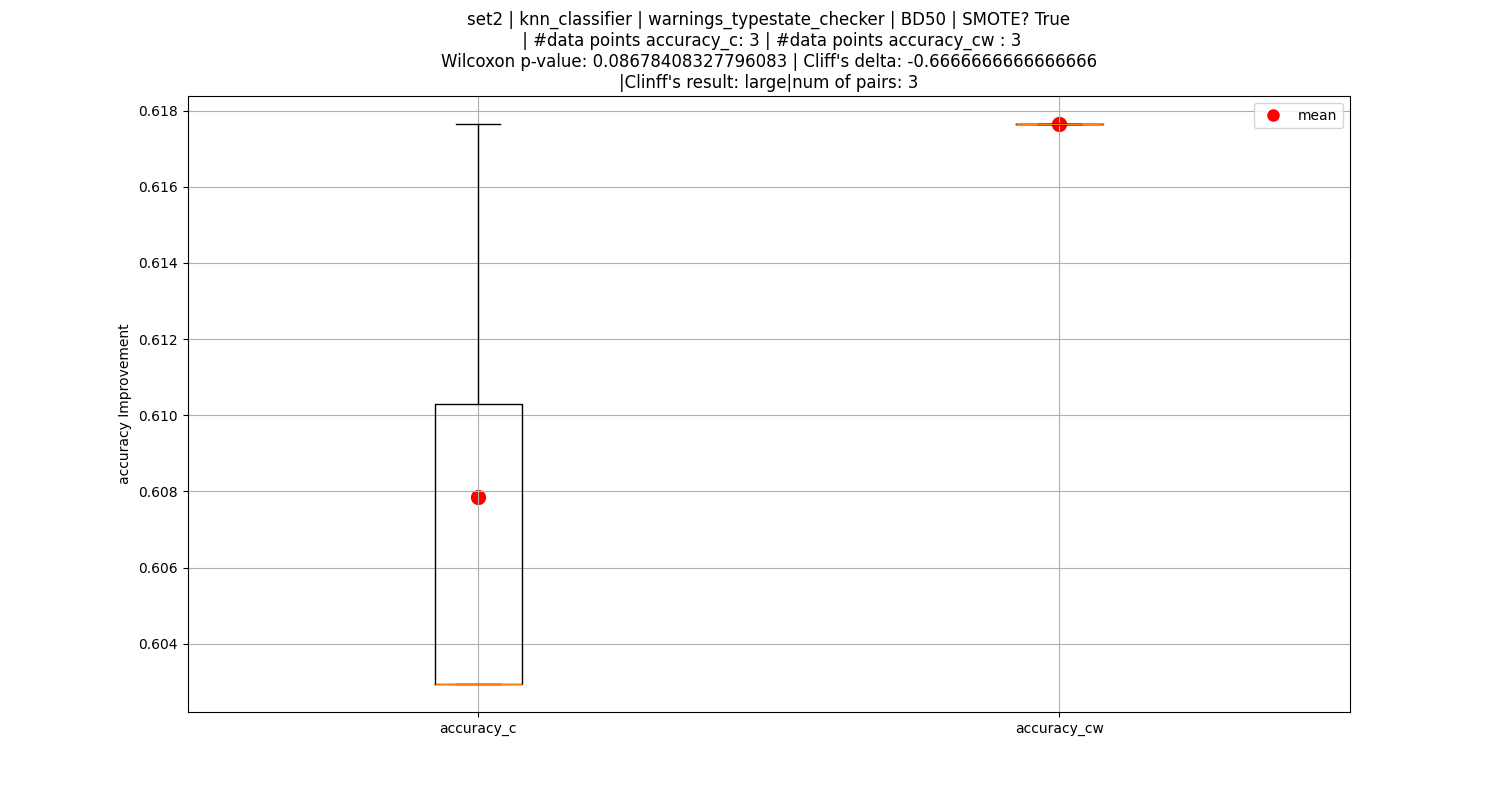 set2 | knn_classifier | warnings_typestate_checker | BD50 | SMOTE? True
| #data points accuracy_c: 3 | #data points accuracy_cw : 3
Wilcoxon p-value: 0.08678408327796083 | Cliff's delta: -0.6666666666666666
|Clinff's result: large|num of pairs: 3
mean
accuracy Improvement
0.618
0.616
0.614
0.612
0.610
0.608
0.606
0.604
accuracy_c
accuracy_cw